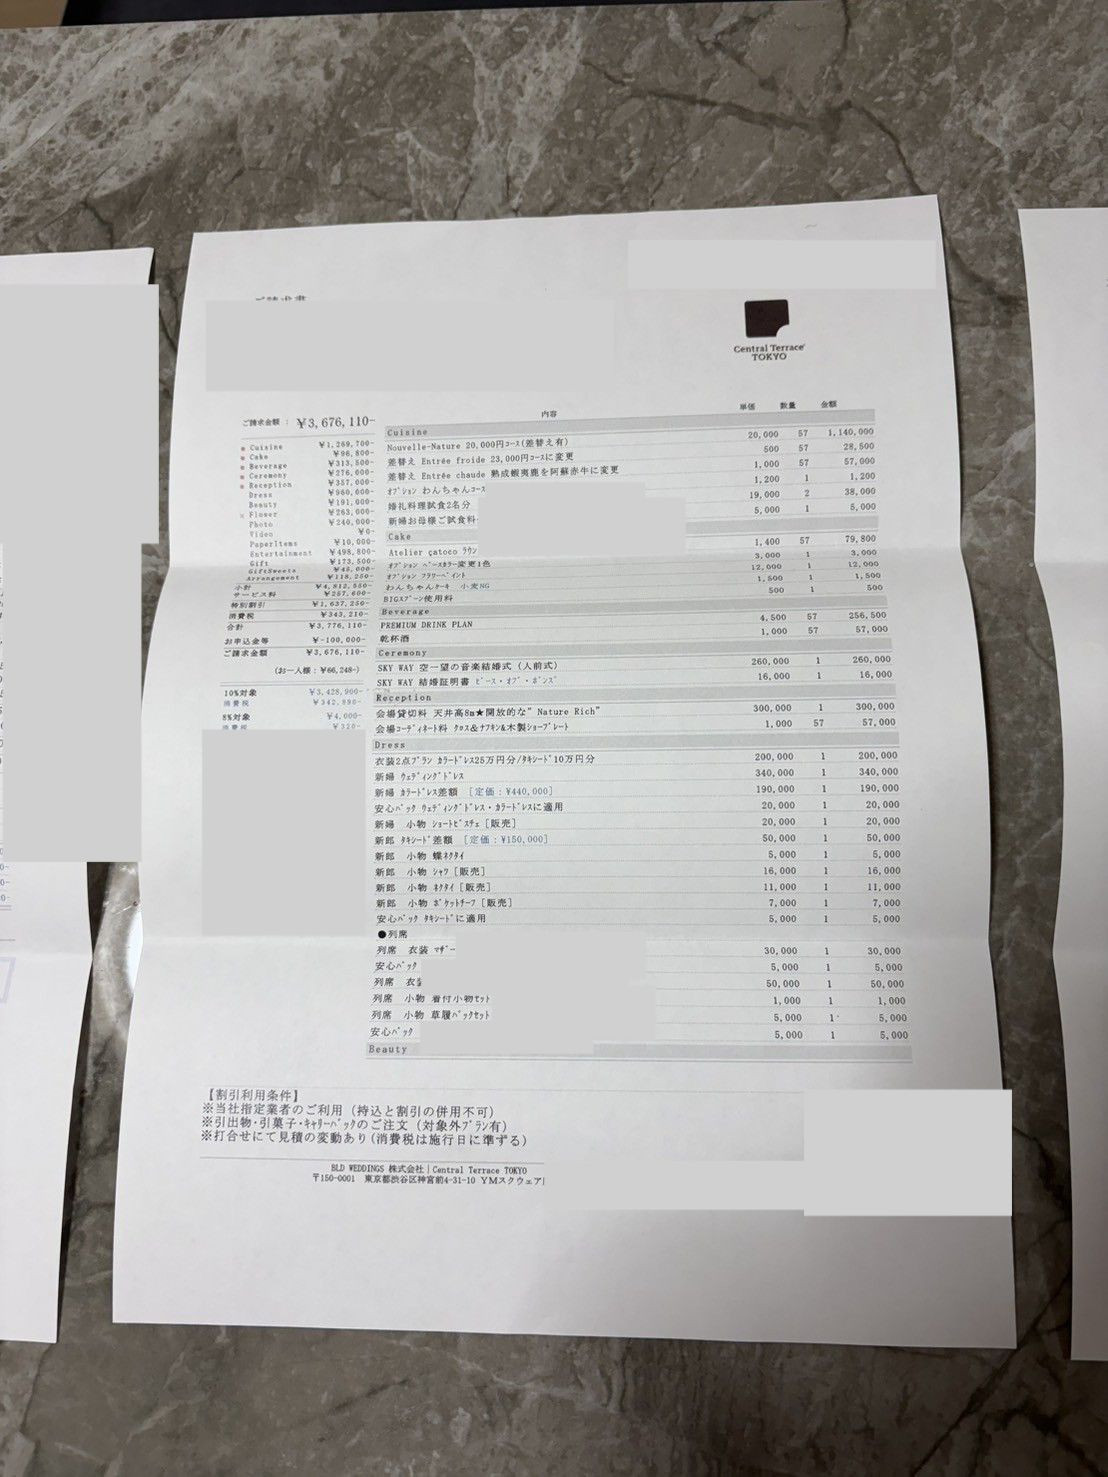 Central Terrace
TOKYO
ご請求金額 : ¥3,676,110-
Cuisine ¥1,269,700-
Cake ¥96,800-
Beverage ¥313,500-
Ceremony ¥276,000-
Reception ¥357,000-
Dress ¥960,000-
Beauty ¥191,000-
Flower ¥263,000-
Photo ¥240,000-
Video ¥0-
PaperItems ¥10,000-
Entertainment ¥498,800-
Gift ¥173,500-
GiftSweets ¥45,000-
Arrangement ¥118,250-
小計 ¥4,812,550-
サービス料 ¥257,600-
特別割引 ¥1,637,250-
消費税 ¥343,210-
合計 ¥3,776,110-
お申込金等 ¥-100,000-
ご請求金額 ¥3,676,110-
(お一人様:¥66,248-)
10%対象 ¥3,428,900-
消費税 ¥342,890-
8%対象 ¥4,000-
消費税 ¥320-
内容 単価 数量 金額
Cuisine
Nouvelle-Nature 20,000円コース(差替え有) 20,000 57 1,140,000
差替え Entrée froide 23,000円コースに変更 500 57 28,500
差替え Entrée chaude 熟成蝦夷鹿を阿蘇赤牛に変更 1,000 57 57,000
オプション わんちゃんコース 1,200 1 1,200
婚礼料理試食2名分 19,000 2 38,000
新婦お母様ご試食料 5,000 1 5,000
Cake
Atelier çatoco ラウン 1,400 57 79,800
オプション ベースカラー変更1色 3,000 1 3,000
オプション フラワーペイント 12,000 1 12,000
わんちゃんケーキ 小麦NG 1,500 1 1,500
BIGスプーン使用料 500 1 500
Beverage
PREMIUM DRINK PLAN 4,500 57 256,500
乾杯酒 1,000 57 57,000
Ceremony
SKY WAY 空一望の音楽結婚式 (人前式) 260,000 1 260,000
SKY WAY 結婚証明書 ピース・オブ・ボンズ 16,000 1 16,000
Reception
会場貸切料 天井高8m★開放的な"Nature Rich" 300,000 1 300,000
会場コーディネート料 クロス&ナフキン&木製ショープレート 1,000 57 57,000
Dress
衣裳2点プラン カラードレス25万円分/タキシード10万円分 200,000 1 200,000
新婦 ウェディングドレス 340,000 1 340,000
新婦 カラードレス差額 [定価:¥440,000] 190,000 1 190,000
安心パック ウェディングドレス・カラードレスに適用 20,000 1 20,000
新婦 小物 ショートビスチェ[販売] 20,000 1 20,000
新郎 タキシード差額 [定価:¥150,000] 50,000 1 50,000
新郎 小物 蝶ネクタイ 5,000 1 5,000
新郎 小物 シャツ[販売] 16,000 1 16,000
新郎 小物 ネクタイ[販売] 11,000 1 11,000
新郎 小物 ポケットチーフ[販売] 7,000 1 7,000
安心パック タキシードに適用 5,000 1 5,000
●列席
列席 衣装 マザー 30,000 1 30,000
安心パック 5,000 1 5,000
列席 50,000 1 50,000
列席 小物 着付小物セット 1,000 1 1,000
列席 小物 草履バックセット 5,000 1 5,000
安心パック 5,000 1 5,000
Beauty
【割引利用条件】
※当社指定業者のご利用(持込と割引の併用不可)
※引出物・引菓子・キャリーバックのご注文(対象外プラン有)
※打合せにて見積の変動あり(消費税は施行日に準ずる)
BLD WEDDINGS 株式会社|Central Terrace TOKYO
〒150-0001 東京都渋谷区神宮前4-31-10 YMスクウェア